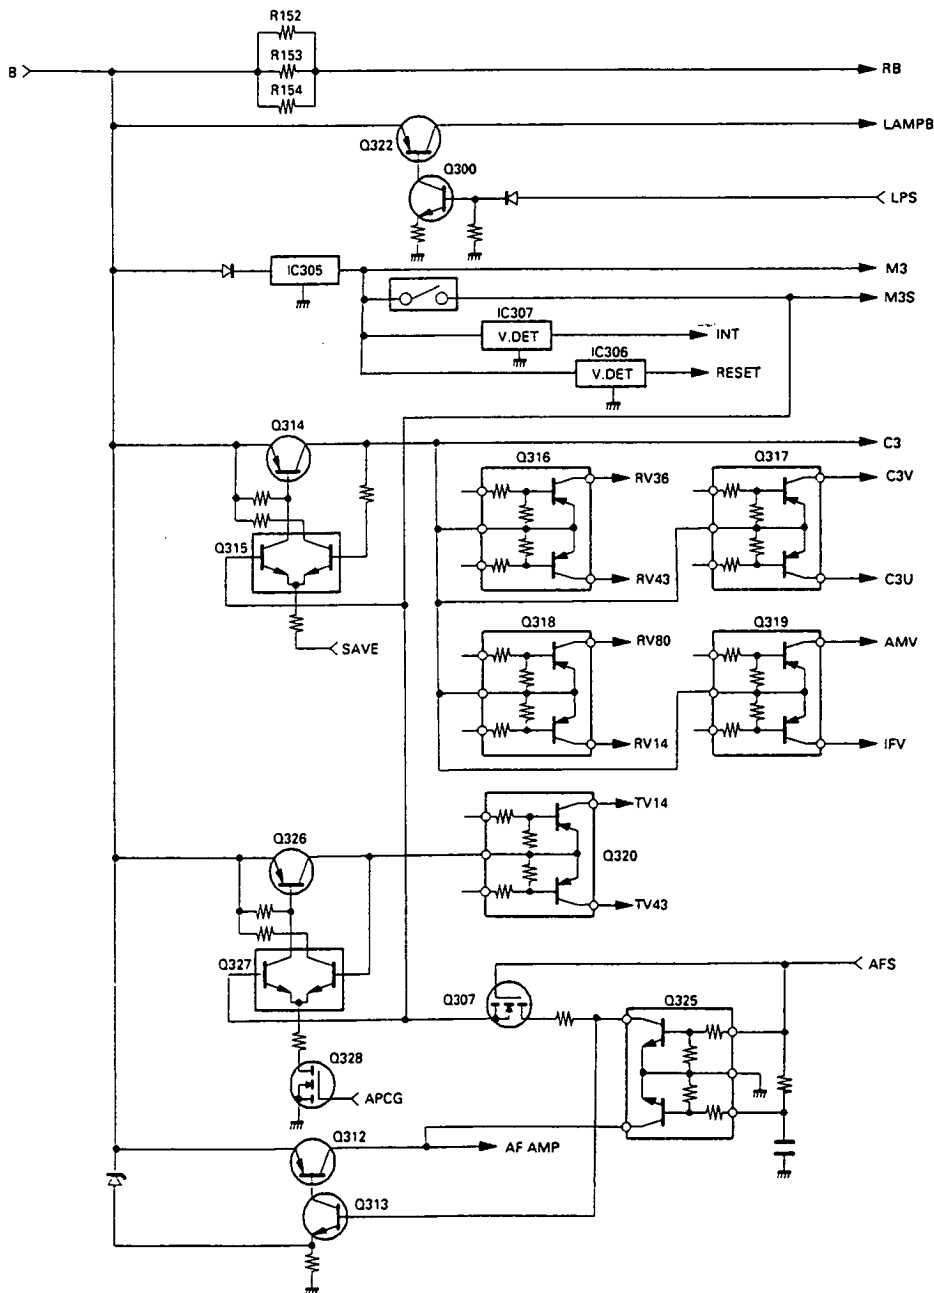 R152
B
R153
RB
R154
LAMPB
Q322
Q300
LPS
IC305
M3
M3S
IC307
V.DET
INT
IC306
V.DET
RESET
Q314
C3
Q316
Q317
RV36
C3V
Q315
RV43
C3U
Q318
Q319
SAVE
RV80
AMV
RV14
IFV
TV14
Q326
Q320
TV43
Q327
AFS
Q307
Q325
Q328
APCG
Q312
AF AMP
Q313